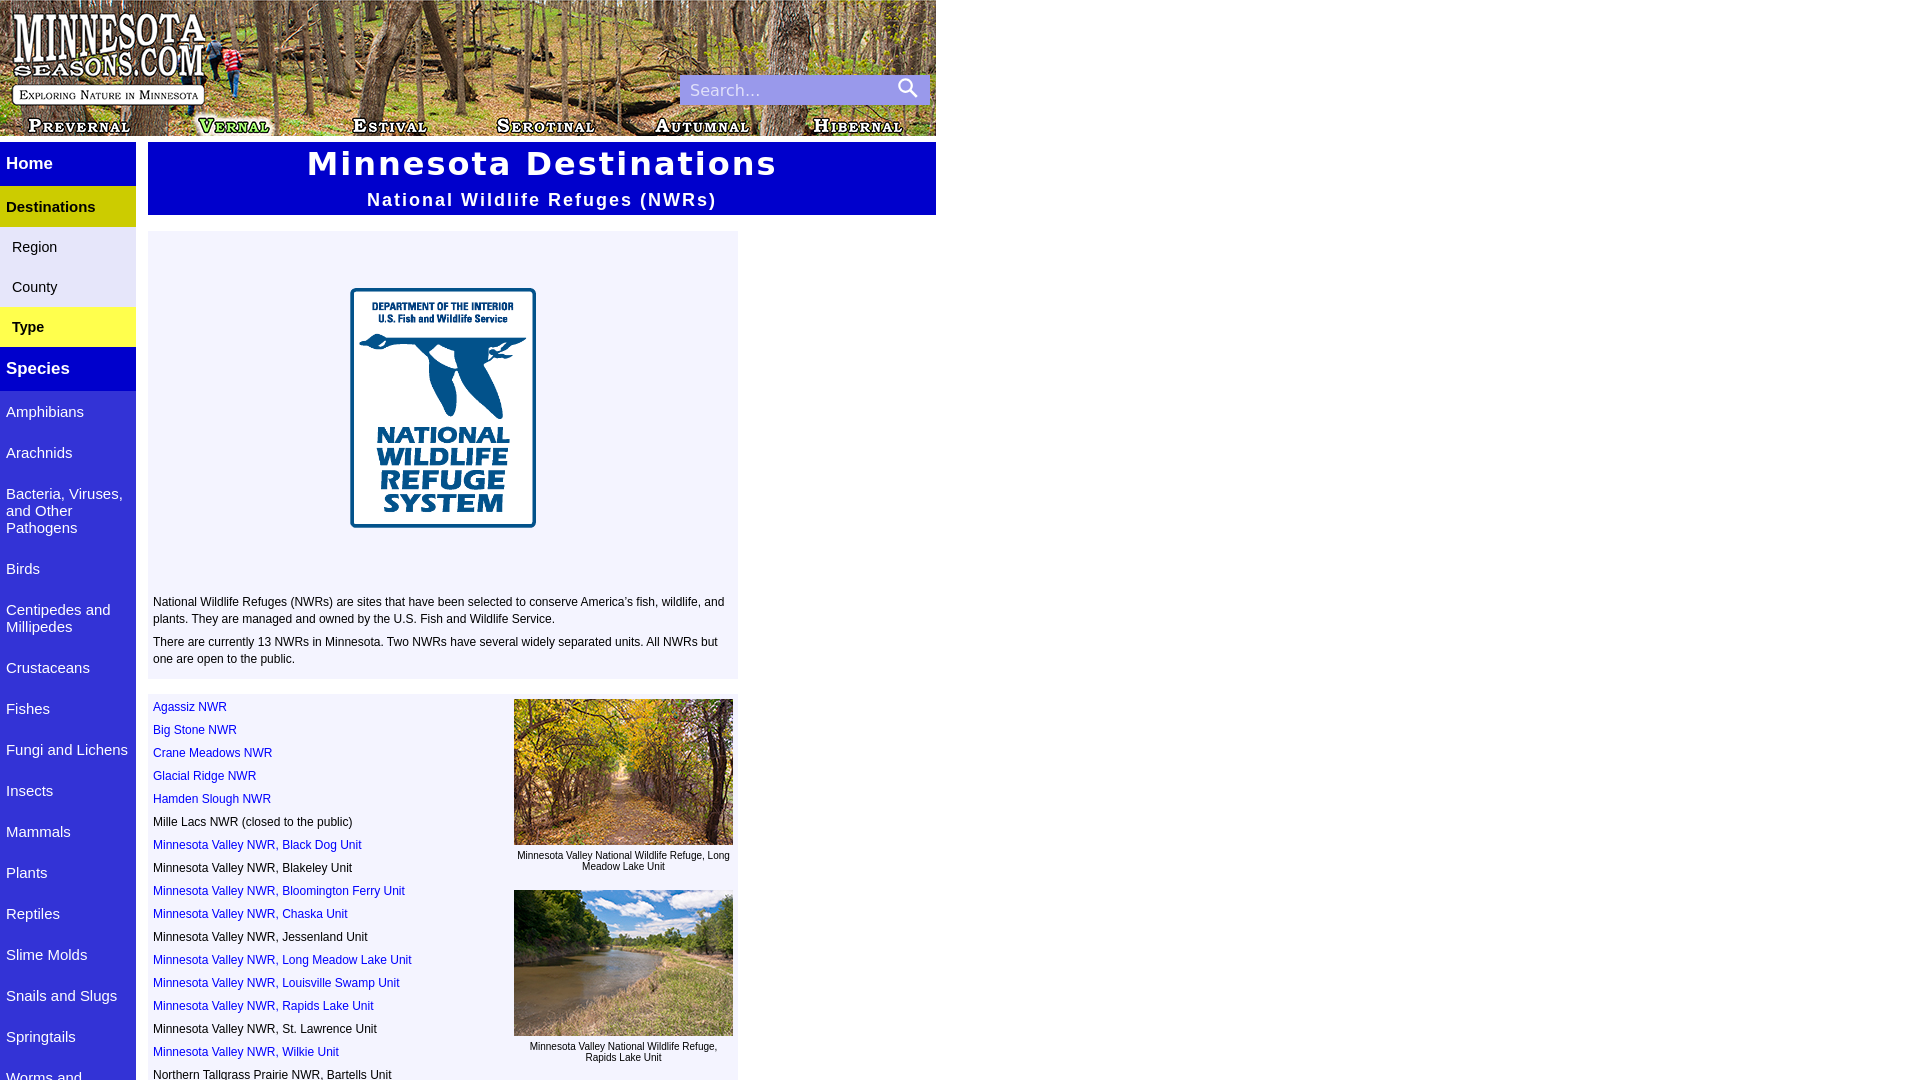 MINNESOTA
SEASONS.COM
Exploring Nature in Minnesota
Search...
Prevernal
Vernal
Estival
Serotinal
Autumnal
Hibernal
Home
Destinations
Region
County
Type
Species
Amphibians
Arachnids
Bacteria, Viruses,
and Other
Pathogens
Birds
Centipedes and
Millipedes
Crustaceans
Fishes
Fungi and Lichens
Insects
Mammals
Plants
Reptiles
Slime Molds
Snails and Slugs
Springtails
Worms and
Minnesota Destinations
National Wildlife Refuges (NWRs)
DEPARTMENT OF THE INTERIOR
U.S. Fish and Wildlife Service
NATIONAL
WILDLIFE
REFUGE
SYSTEM
National Wildlife Refuges (NWRs) are sites that have been selected to conserve America’s fish, wildlife, and
plants. They are managed and owned by the U.S. Fish and Wildlife Service.
There are currently 13 NWRs in Minnesota. Two NWRs have several widely separated units. All NWRs but
one are open to the public.
Agassiz NWR
Big Stone NWR
Crane Meadows NWR
Glacial Ridge NWR
Hamden Slough NWR
Mille Lacs NWR (closed to the public)
Minnesota Valley NWR, Black Dog Unit
Minnesota Valley NWR, Blakeley Unit
Minnesota Valley NWR, Bloomington Ferry Unit
Minnesota Valley NWR, Chaska Unit
Minnesota Valley NWR, Jessenland Unit
Minnesota Valley NWR, Long Meadow Lake Unit
Minnesota Valley NWR, Louisville Swamp Unit
Minnesota Valley NWR, Rapids Lake Unit
Minnesota Valley NWR, St. Lawrence Unit
Minnesota Valley NWR, Wilkie Unit
Northern Tallgrass Prairie NWR, Bartells Unit
Minnesota Valley National Wildlife Refuge, Long
Meadow Lake Unit
Minnesota Valley National Wildlife Refuge,
Rapids Lake Unit